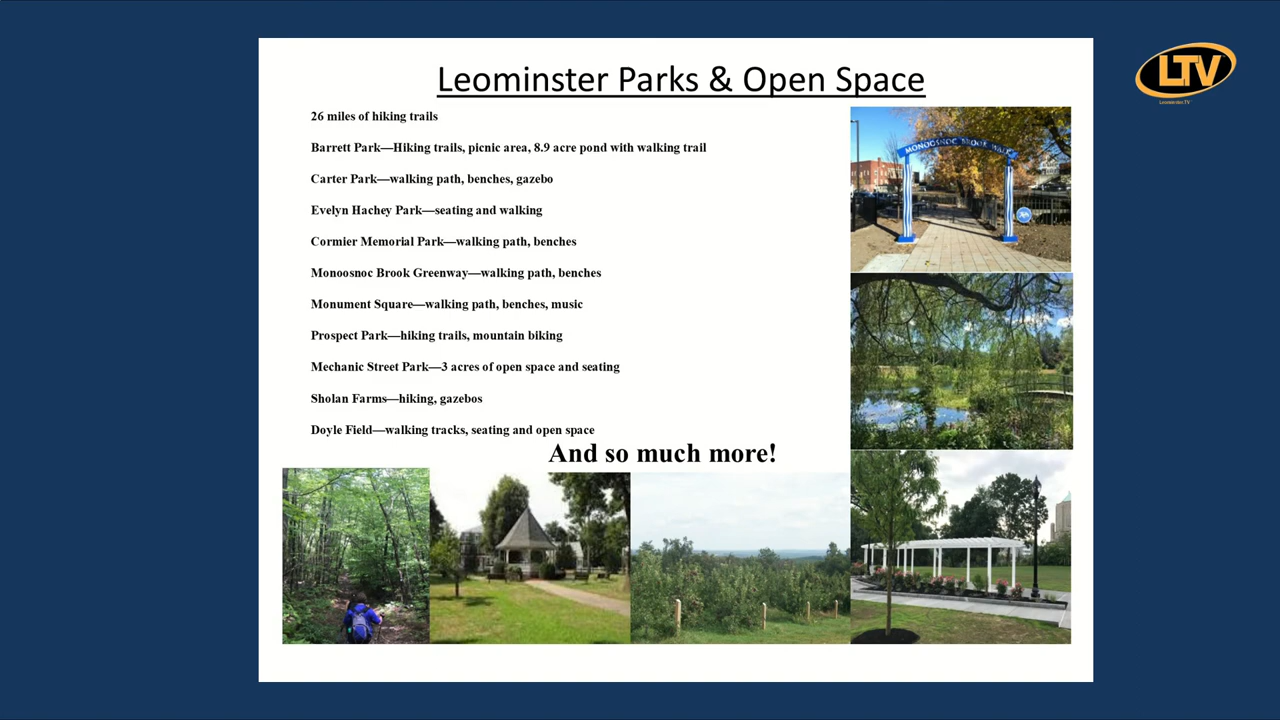 Leominster Parks & Open Space
LTV
Leominster.TV
26 miles of hiking trails
Barrett Park—Hiking trails, picnic area, 8.9 acre pond with walking trail
Carter Park—walking path, benches, gazebo
Evelyn Hachey Park—seating and walking
Cormier Memorial Park—walking path, benches
Monoosnoc Brook Greenway—walking path, benches
Monument Square—walking path, benches, music
Prospect Park—hiking trails, mountain biking
Mechanic Street Park—3 acres of open space and seating
Sholan Farms—hiking, gazebos
Doyle Field—walking tracks, seating and open space
And so much more!
MONOOSNOC BROOK WALK